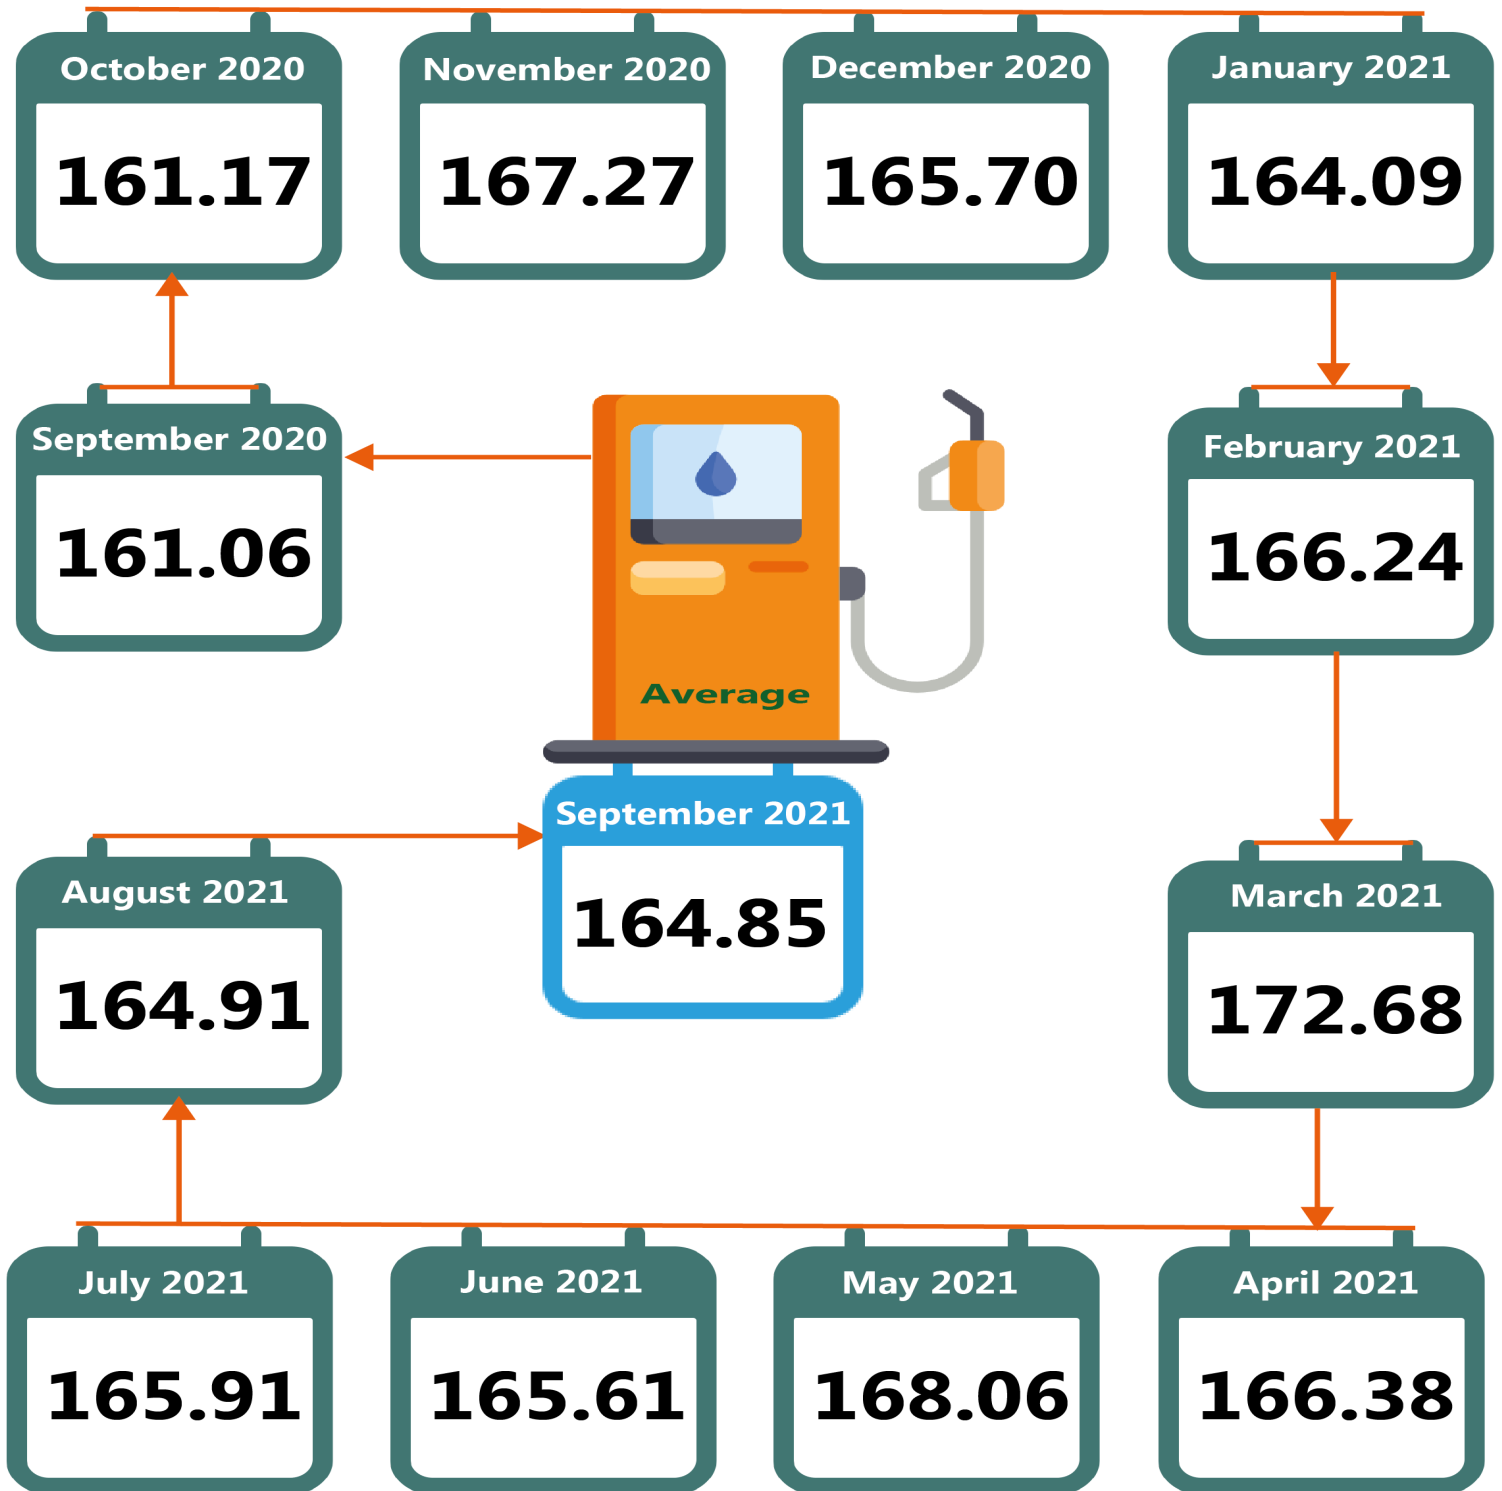 October 2020
161.17
November 2020
167.27
December 2020
165.70
January 2021
164.09
September 2020
161.06
February 2021
166.24
Average
September 2021
164.85
August 2021
164.91
March 2021
172.68
July 2021
165.91
June 2021
165.61
May 2021
168.06
April 2021
166.38